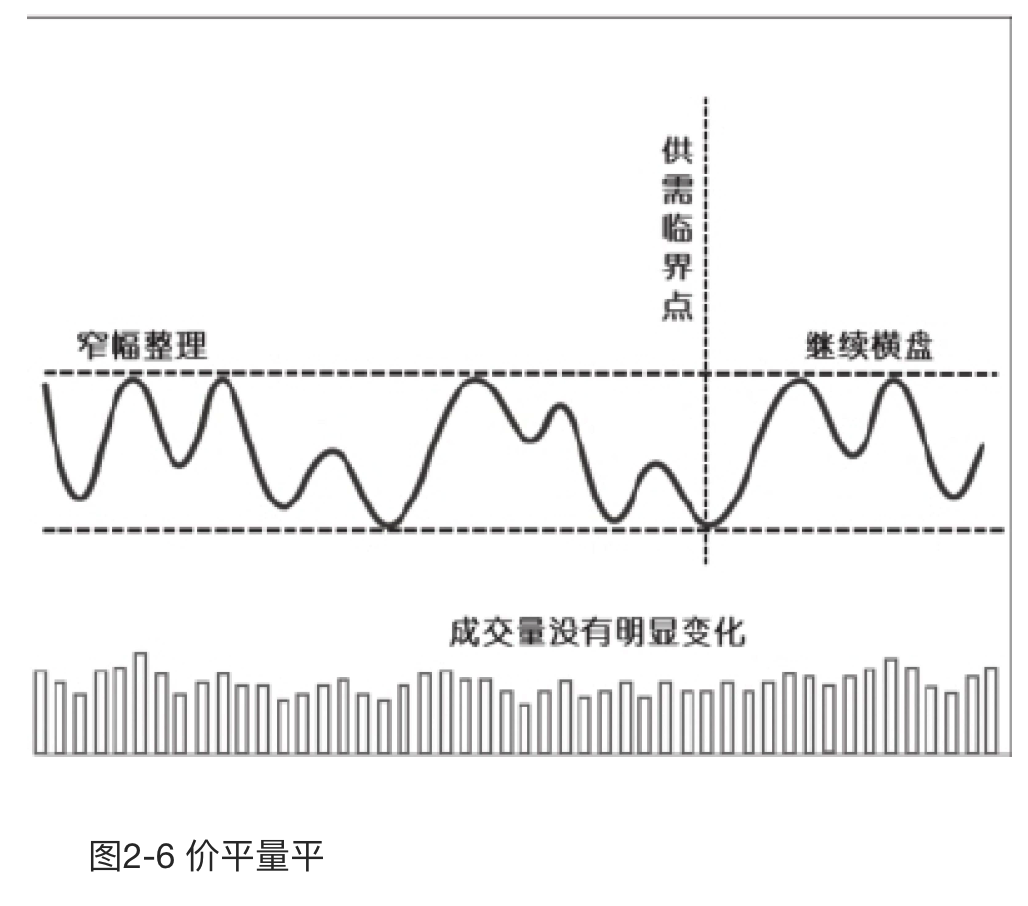 供需临界点
窄幅整理
继续横盘
成交量没有明显变化
图2-6 价平量平